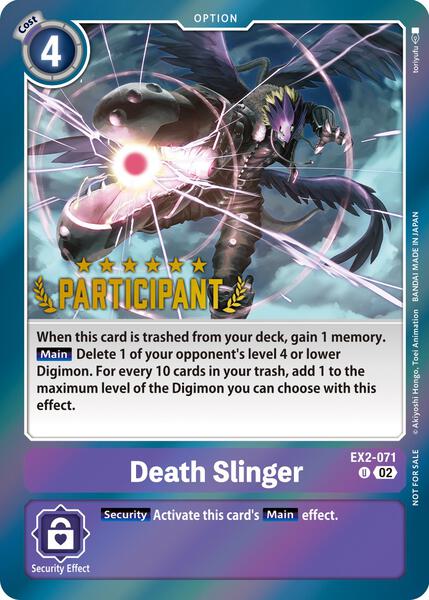 OPTION
Cost
4
toriyufu
PARTICIPANT
When this card is trashed from your deck, gain 1 memory.
Main Delete 1 of your opponent's level 4 or lower
Digimon. For every 10 cards in your trash, add 1 to the
maximum level of the Digimon you can choose with this
effect.
©Akiyoshi Hongo, Toei Animation BANDAI MADE IN JAPAN
NOT FOR SALE
EX2-071
Death Slinger
U 02
Security Activate this card's Main effect.
Security Effect